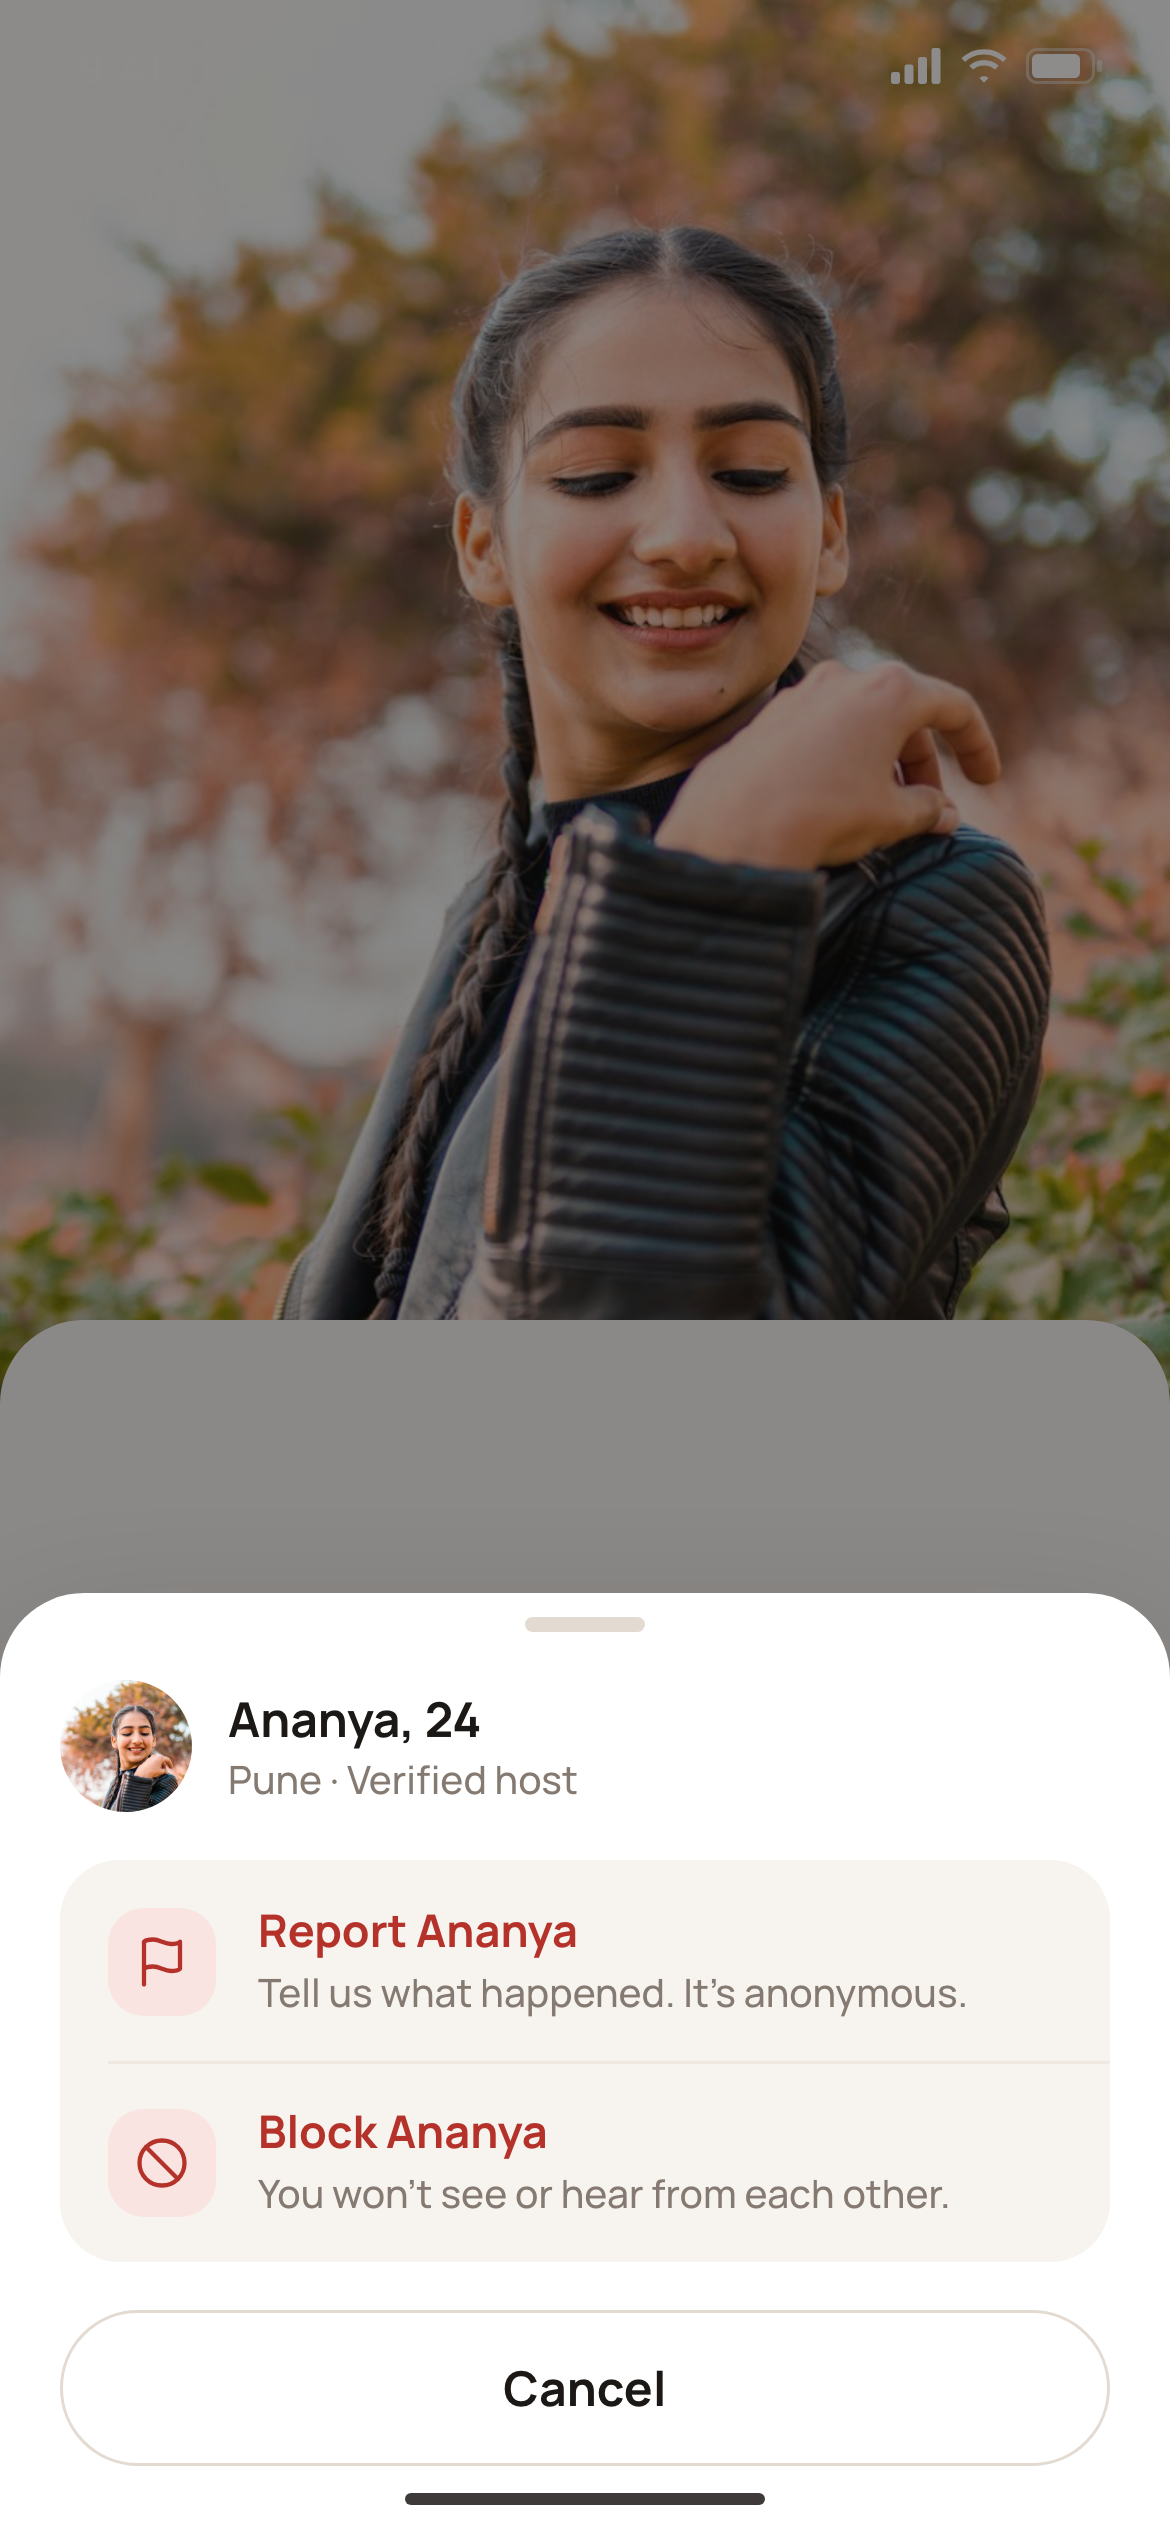 Ananya, 24
Pune · Verified host
Report Ananya
Tell us what happened. It’s anonymous.
Block Ananya
You won’t see or hear from each other.
Cancel